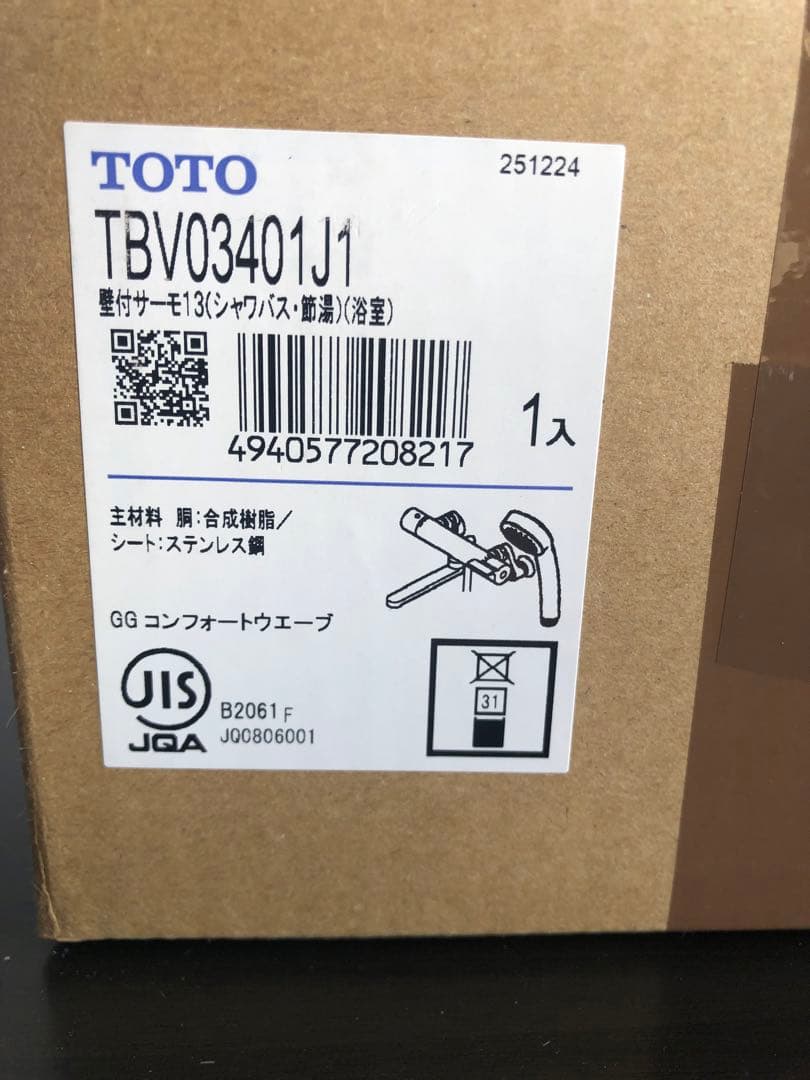 TOTO
251224
TBV03401J1
壁付サーモ13(シャワバス・節湯)(浴室)
4940577208217
1入
主材料 胴:合成樹脂/
シート:ステンレス鋼
GG コンフォートウエーブ
JIS
JQA
B2061 F
JQ0806001
31